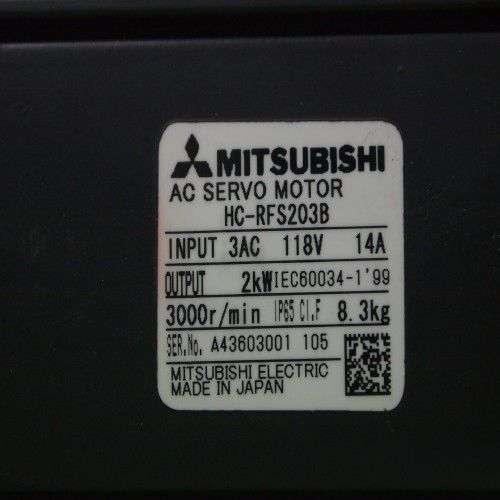 MITSUBISHI
AC SERVO MOTOR
HC-RFS203B
INPUT 3AC 118V 14A
OUTPUT 2kW IEC60034-1'99
3000r/min IP65 Cl.F 8.3kg
SER.No. A43603001 105
MITSUBISHI ELECTRIC
MADE IN JAPAN